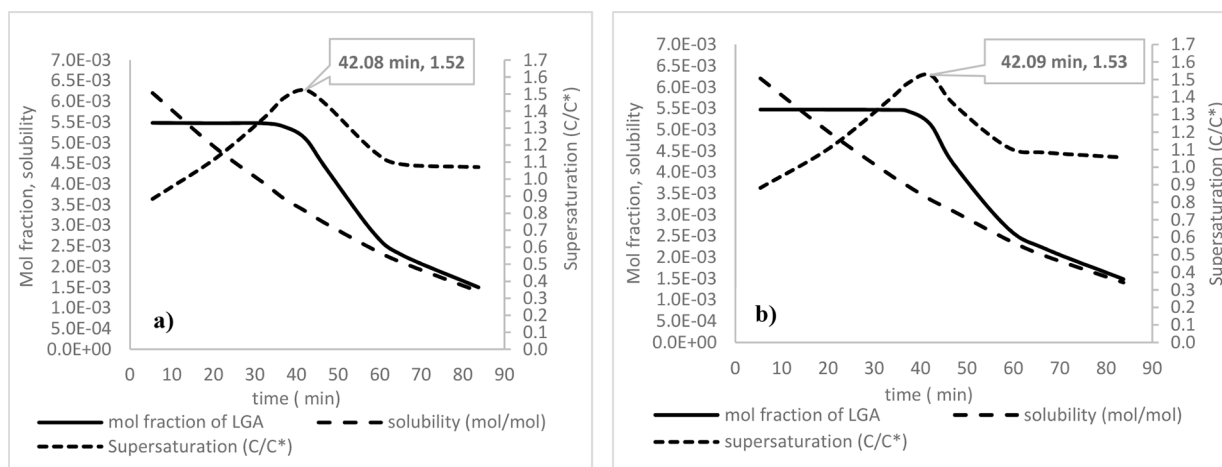 42.08 min, 1.52
Mol fraction, solubility
7.0E-03
6.5E-03
6.0E-03
5.5E-03
5.0E-03
4.5E-03
4.0E-03
3.5E-03
3.0E-03
2.5E-03
2.0E-03
1.5E-03
1.0E-03
5.0E-04
0.0E+00
1.7
1.6
1.5
1.4
1.3
1.2
1.1
1.0
0.9
0.8
0.7
0.6
0.5
0.4
0.3
0.2
0.1
0.0
Supersaturation (C/C*)
a)
0 10 20 30 40 50 60 70 80 90
time ( min)
mol fraction of LGA
solubility (mol/mol)
Supersaturation (C/C*)
42.09 min, 1.53
Mol fraction, solubility
7.0E-03
6.5E-03
6.0E-03
5.5E-03
5.0E-03
4.5E-03
4.0E-03
3.5E-03
3.0E-03
2.5E-03
2.0E-03
1.5E-03
1.0E-03
5.0E-04
0.0E+00
1.7
1.6
1.5
1.4
1.3
1.2
1.1
1.0
0.9
0.8
0.7
0.6
0.5
0.4
0.3
0.2
0.1
0.0
Supersaturation (C/C*)
b)
0 10 20 30 40 50 60 70 80 90
time ( min)
mol fraction of LGA
solubility (mol/mol)
supersaturation (C/C*)